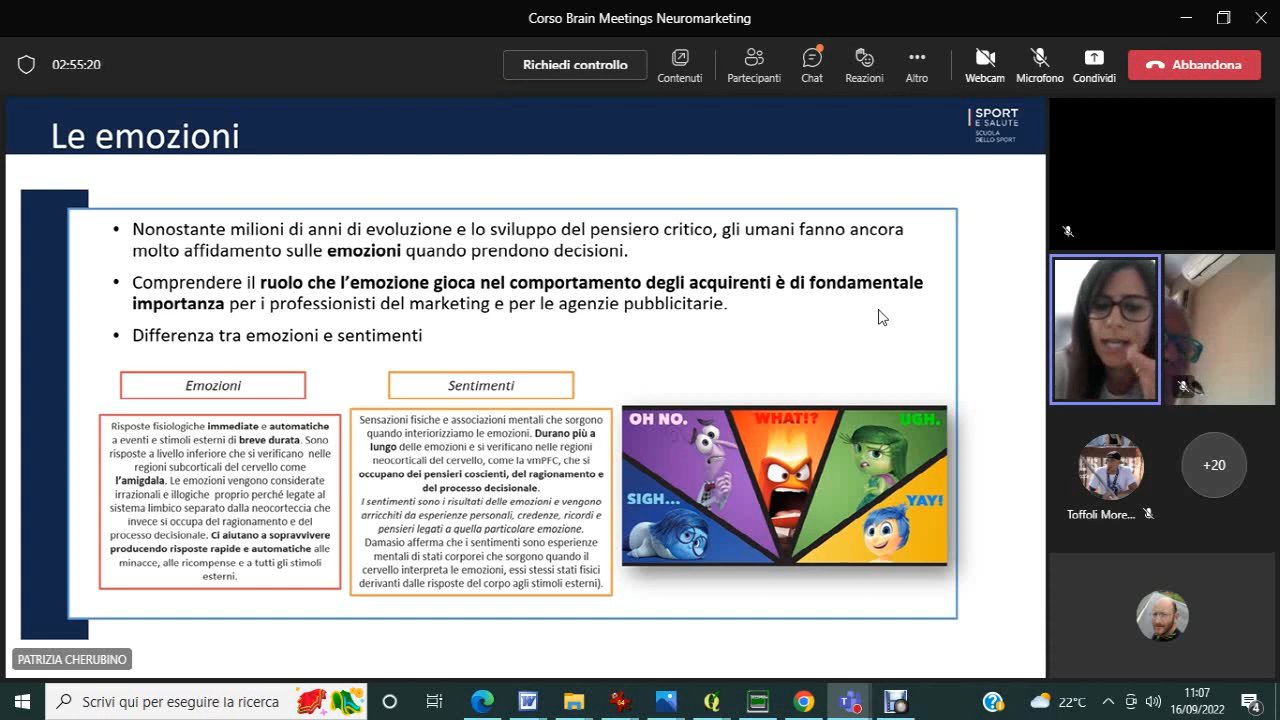 Corso Brain Meetings Neuromarketing
02:55:20
Richiedi controllo
Contenuti
Partecipanti
Chat
Reazioni
Altro
Webcam
Microfono
Condividi
Abbandona
Le emozioni
SPORT
E SALUTE
SCUOLA
DELLO SPORT
• Nonostante milioni di anni di evoluzione e lo sviluppo del pensiero critico, gli umani fanno ancora
molto affidamento sulle emozioni quando prendono decisioni.
• Comprendere il ruolo che l'emozione gioca nel comportamento degli acquirenti è di fondamentale
importanza per i professionisti del marketing e per le agenzie pubblicitarie.
• Differenza tra emozioni e sentimenti
Emozioni
Risposte fisiologiche immediate e automatiche
a eventi e stimoli esterni di breve durata. Sono
risposte a livello inferiore che si verificano nelle
regioni subcorticali del cervello come
l'amigdala. Le emozioni vengono considerate
irrazionali e illogiche proprio perché legate al
sistema limbico separato dalla neocorteccia che
invece si occupa del ragionamento e del
processo decisionale. Ci aiutano a sopravvivere
producendo risposte rapide e automatiche alle
minacce, alle ricompense e a tutti gli stimoli
esterni.
Sentimenti
Sensazioni fisiche e associazioni mentali che sorgono
quando interiorizziamo le emozioni. Durano più a
lungo delle emozioni e si verificano nelle regioni
neocorticali del cervello, come la vmPFC, che si
occupano dei pensieri coscienti, del ragionamento e
del processo decisionale.
I sentimenti sono i risultati delle emozioni e vengono
arricchiti da esperienze personali, credenze, ricordi e
pensieri legati a quella particolare emozione.
Damasio afferma che i sentimenti sono esperienze
mentali di stati corporei che sorgono quando il
cervello interpreta le emozioni, essi stessi stati fisici
derivanti dalle risposte del corpo agli stimoli esterni).
OH NO.
WHAT!?
UGH.
SIGH...
YAY!
+20
Toffoli More...
PATRIZIA CHERUBINO
Scrivi qui per eseguire la ricerca
22°C
11:07
16/09/2022
4